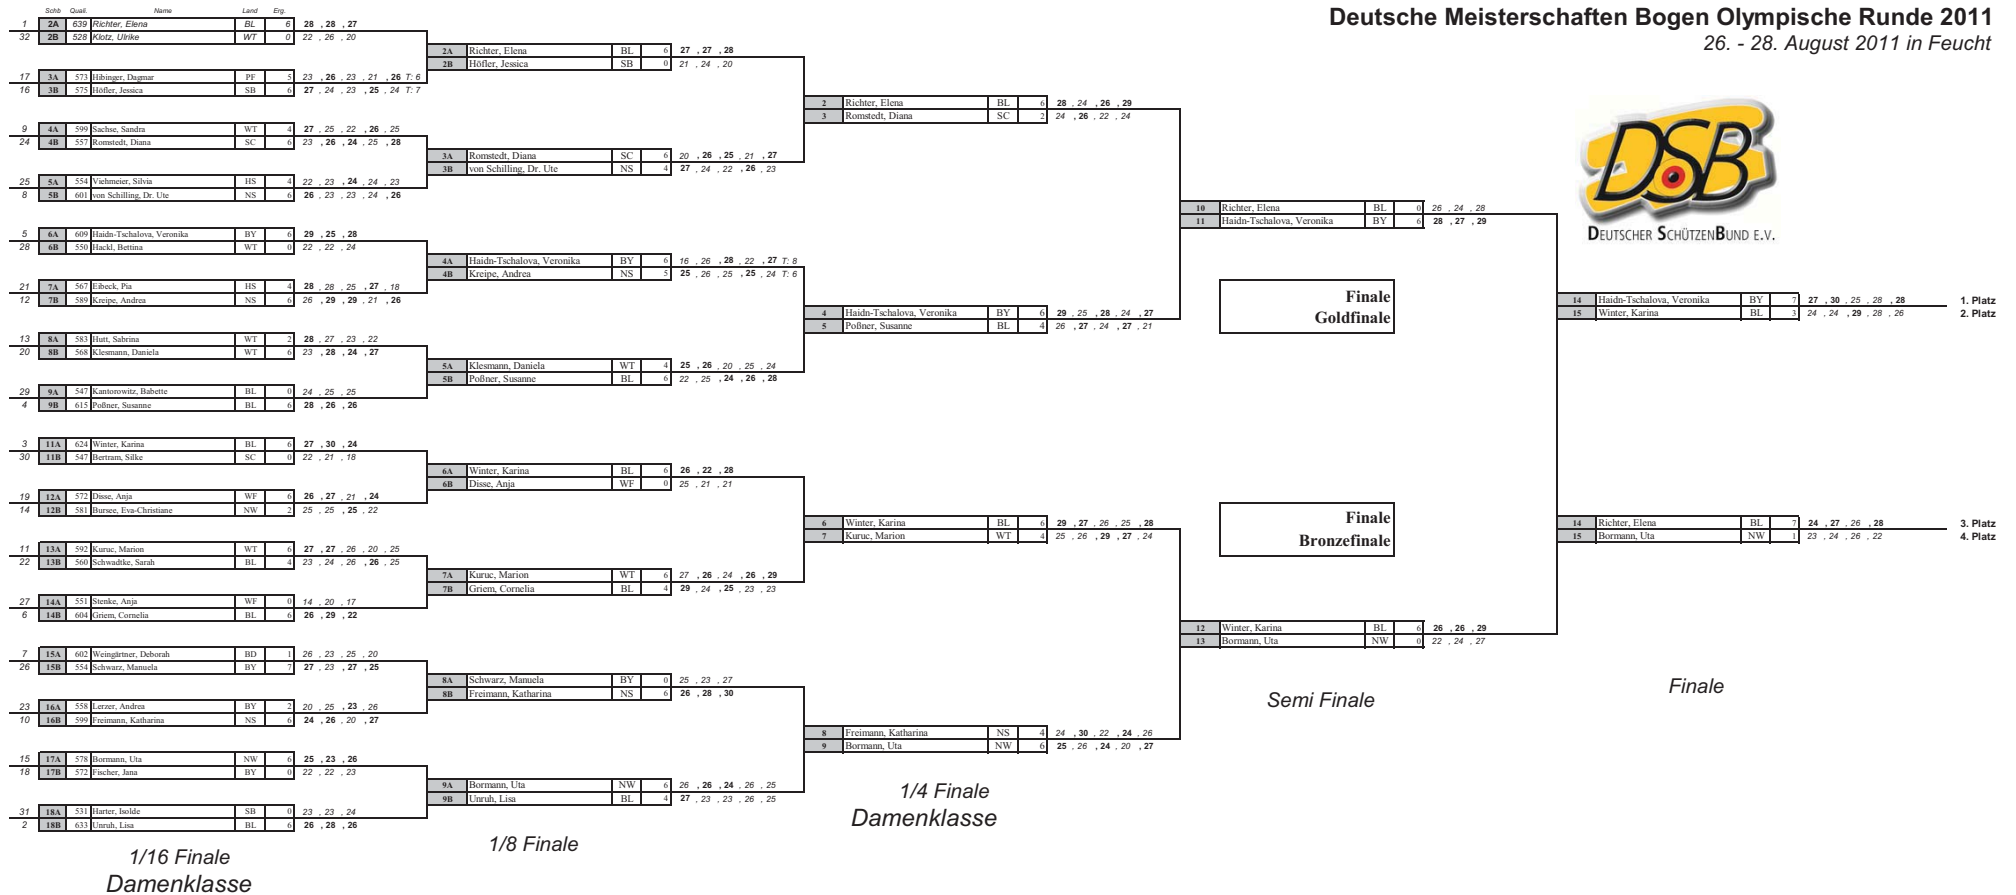 Deutsche Meisterschaften Bogen Olympische Runde 2011
26. - 28. August 2011 in Feucht
Schb Quali. Name Land Erg.
1 2A 639 Richter, Elena BL 6 28 , 28 , 27
32 2B 528 Klotz, Ulrike WT 0 22 , 26 , 20
17 3A 573 Hibinger, Dagmar PF 5 23 , 26 , 23 , 21 , 26 T: 6
16 3B 575 Höfler, Jessica SB 6 27 , 24 , 23 , 25 , 24 T: 7
9 4A 599 Sachse, Sandra WT 4 27 , 25 , 22 , 26 , 25
24 4B 557 Romstedt, Diana SC 6 23 , 26 , 24 , 25 , 28
25 5A 554 Viehmeier, Silvia HS 4 22 , 23 , 24 , 24 , 23
8 5B 601 von Schilling, Dr. Ute NS 6 26 , 23 , 23 , 24 , 26
5 6A 609 Haidn-Tschalova, Veronika BY 6 29 , 25 , 28
28 6B 550 Hackl, Bettina WT 0 22 , 22 , 24
21 7A 567 Eibeck, Pia HS 4 28 , 28 , 25 , 27 , 18
12 7B 589 Kreipe, Andrea NS 6 26 , 29 , 29 , 21 , 26
13 8A 583 Hutt, Sabrina WT 2 28 , 27 , 23 , 22
20 8B 568 Klesmann, Daniela WT 6 23 , 28 , 24 , 27
29 9A 547 Kantorowitz, Babette BL 0 24 , 25 , 25
4 9B 615 Poßner, Susanne BL 6 28 , 26 , 26
3 11A 624 Winter, Karina BL 6 27 , 30 , 24
30 11B 547 Bertram, Silke SC 0 22 , 21 , 18
19 12A 572 Disse, Anja WF 6 26 , 27 , 21 , 24
14 12B 581 Bursee, Eva-Christiane NW 2 25 , 25 , 25 , 22
11 13A 592 Kuruc, Marion WT 6 27 , 27 , 26 , 20 , 25
22 13B 560 Schwadtke, Sarah BL 4 23 , 24 , 26 , 26 , 25
27 14A 551 Stenke, Anja WF 0 14 , 20 , 17
6 14B 604 Griem, Cornelia BL 6 26 , 29 , 22
7 15A 602 Weingärtner, Deborah BD 1 26 , 23 , 25 , 20
26 15B 554 Schwarz, Manuela BY 7 27 , 23 , 27 , 25
23 16A 558 Lerzer, Andrea BY 2 20 , 25 , 23 , 26
10 16B 599 Freimann, Katharina NS 6 24 , 26 , 20 , 27
15 17A 578 Bormann, Uta NW 6 25 , 23 , 26
18 17B 572 Fischer, Jana BY 0 22 , 22 , 23
31 18A 531 Harter, Isolde SB 0 23 , 23 , 24
2 18B 633 Unruh, Lisa BL 6 26 , 28 , 26
1/16 Finale
Damenklasse
2A Richter, Elena BL 6 27 , 27 , 28
2B Höfler, Jessica SB 0 21 , 24 , 20
3A Romstedt, Diana SC 6 20 , 26 , 25 , 21 , 27
3B von Schilling, Dr. Ute NS 4 27 , 24 , 22 , 26 , 23
4A Haidn-Tschalova, Veronika BY 6 16 , 26 , 28 , 22 , 27 T: 8
4B Kreipe, Andrea NS 5 25 , 26 , 25 , 25 , 24 T: 6
5A Klesmann, Daniela WT 4 25 , 26 , 20 , 25 , 24
5B Poßner, Susanne BL 6 22 , 25 , 24 , 26 , 28
6A Winter, Karina BL 6 26 , 22 , 28
6B Disse, Anja WF 0 25 , 21 , 21
7A Kuruc, Marion WT 6 27 , 26 , 24 , 26 , 29
7B Griem, Cornelia BL 4 29 , 24 , 25 , 23 , 23
8A Schwarz, Manuela BY 0 25 , 23 , 27
8B Freimann, Katharina NS 6 26 , 28 , 30
9A Bormann, Uta NW 6 26 , 26 , 24 , 26 , 25
9B Unruh, Lisa BL 4 27 , 23 , 23 , 26 , 25
1/8 Finale
2 Richter, Elena BL 6 28 , 24 , 26 , 29
3 Romstedt, Diana SC 2 24 , 26 , 22 , 24
4 Haidn-Tschalova, Veronika BY 6 29 , 25 , 28 , 24 , 27
5 Poßner, Susanne BL 4 26 , 27 , 24 , 27 , 21
6 Winter, Karina BL 6 29 , 27 , 26 , 25 , 28
7 Kuruc, Marion WT 4 25 , 26 , 29 , 27 , 24
8 Freimann, Katharina NS 4 24 , 30 , 22 , 24 , 26
9 Bormann, Uta NW 6 25 , 26 , 24 , 20 , 27
1/4 Finale
Damenklasse
10 Richter, Elena BL 0 26 , 24 , 28
11 Haidn-Tschalova, Veronika BY 6 28 , 27 , 29
12 Winter, Karina BL 6 26 , 26 , 29
13 Bormann, Uta NW 0 22 , 24 , 27
Semi Finale
DSB
DEUTSCHER SCHÜTZENBUND E.V.
Finale
Goldfinale
14 Haidn-Tschalova, Veronika BY 7 27 , 30 , 25 , 28 , 28 1. Platz
15 Winter, Karina BL 3 24 , 24 , 29 , 28 , 26 2. Platz
Finale
Bronzefinale
14 Richter, Elena BL 7 24 , 27 , 26 , 28 3. Platz
15 Bormann, Uta NW 1 23 , 24 , 26 , 22 4. Platz
Finale